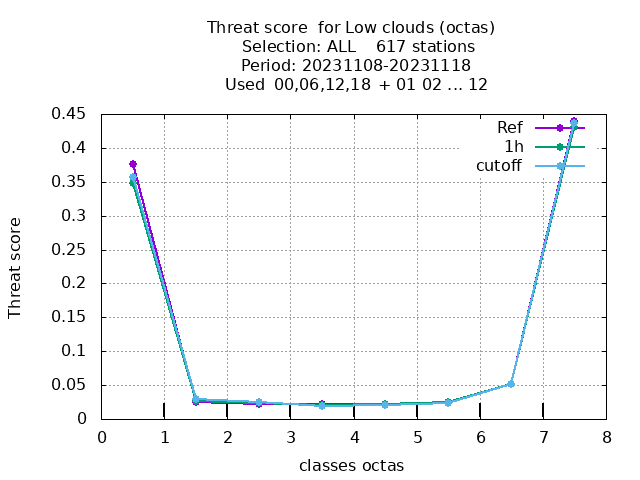 Threat score  for Low clouds (octas)
Selection: ALL    617 stations
Period: 20231108-20231118
Used  00,06,12,18  + 01 02 ... 12
Ref
1h
cutoff
Threat score
0.45
0.4
0.35
0.3
0.25
0.2
0.15
0.1
0.05
0
0 1 2 3 4 5 6 7 8
classes octas